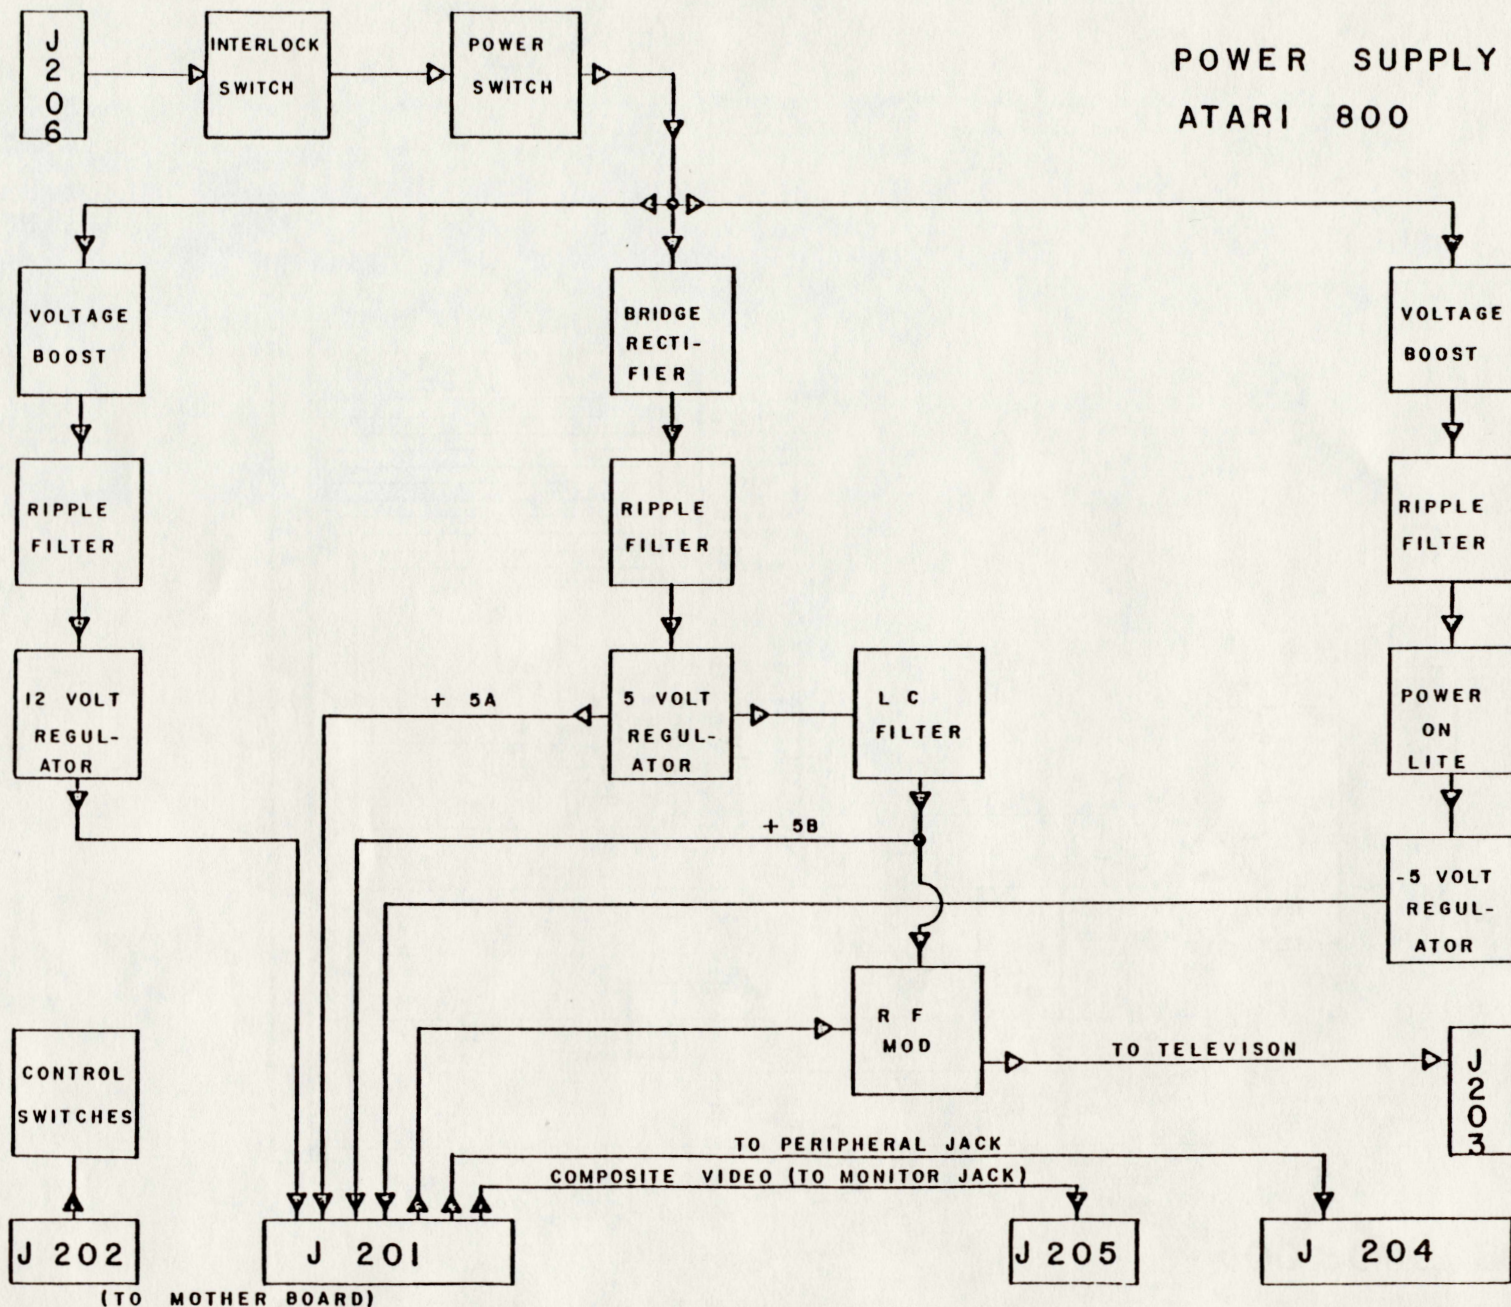 J
2
0
6
INTERLOCK
SWITCH
POWER
SWITCH
POWER SUPPLY
ATARI 800
VOLTAGE
BOOST
BRIDGE
RECTI-
FIER
VOLTAGE
BOOST
RIPPLE
FILTER
RIPPLE
FILTER
RIPPLE
FILTER
12 VOLT
REGUL-
ATOR
+ 5A
5 VOLT
REGUL-
ATOR
L C
FILTER
POWER
ON
LITE
+ 5B
-5 VOLT
REGUL-
ATOR
R F
MOD
TO TELEVISON
J
2
0
3
CONTROL
SWITCHES
TO PERIPHERAL JACK
COMPOSITE VIDEO (TO MONITOR JACK)
J 202
J 201
J 205
J 204
(TO MOTHER BOARD)